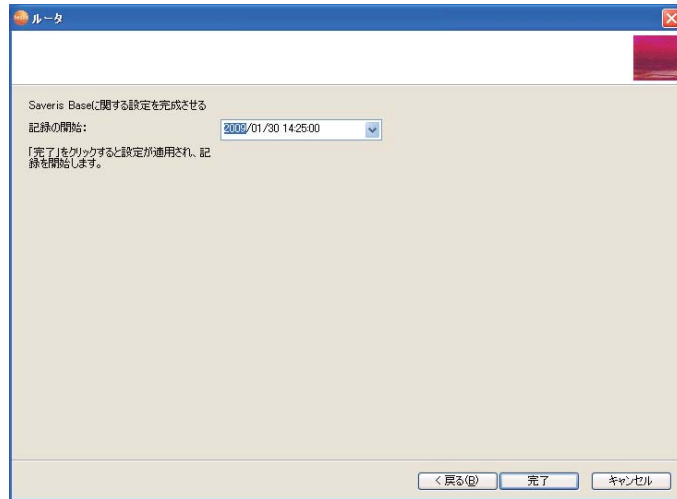 ルータ
Saveris Baseに関する設定を完成させる
記録の開始:
2009/01/30 14:25:00
「完了」をクリックすると設定が適用され、記
録を開始します。
< 戻る(B)
完了
キャンセル